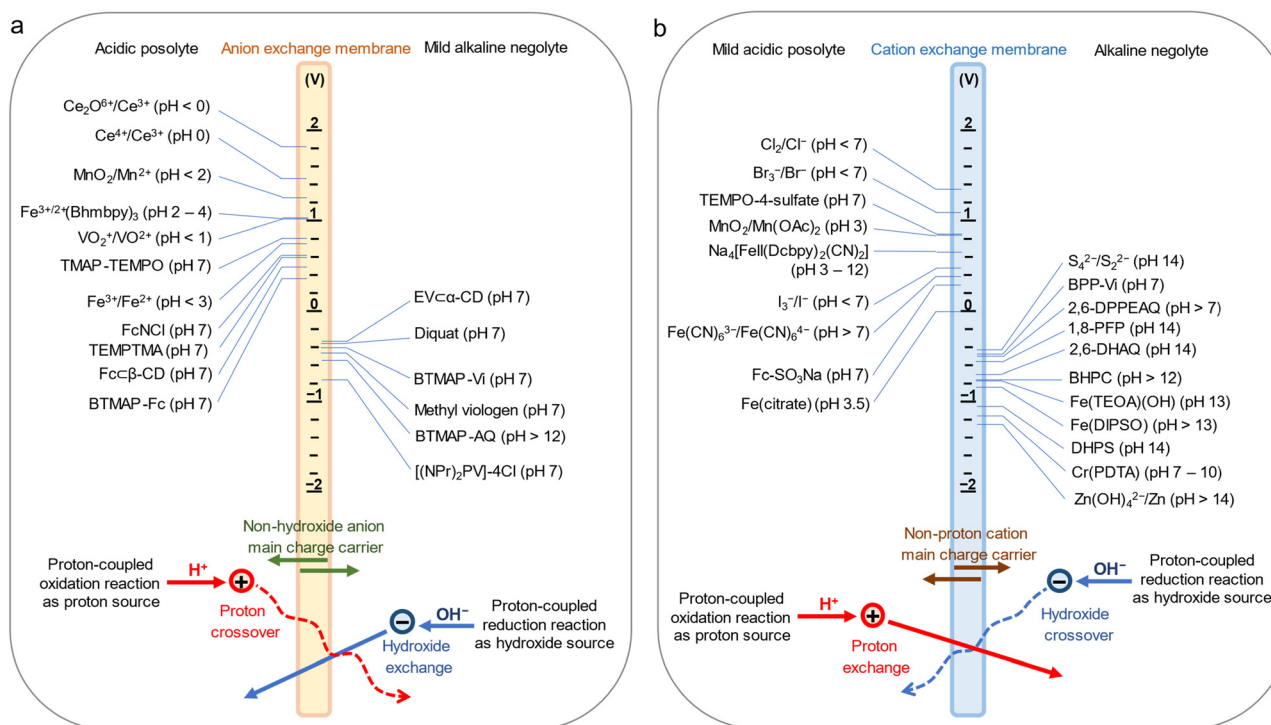 a
Acidic posolyte
Anion exchange membrane
Mild alkaline negolyte
(V)
2
1
0
−1
−2
Ce₂O⁶⁺/Ce³⁺ (pH < 0)
Ce⁴⁺/Ce³⁺ (pH 0)
MnO₂/Mn²⁺ (pH < 2)
Fe³⁺/²⁺(Bhmbpy)₃ (pH 2 – 4)
VO₂⁺/VO²⁺ (pH < 1)
TMAP-TEMPO (pH 7)
Fe³⁺/Fe²⁺ (pH < 3)
FcNCl (pH 7)
TEMPTMA (pH 7)
Fc⊂β-CD (pH 7)
BTMAP-Fc (pH 7)
EV⊂α-CD (pH 7)
Diquat (pH 7)
BTMAP-Vi (pH 7)
Methyl viologen (pH 7)
BTMAP-AQ (pH > 12)
[(NPr)₂PV]-4Cl (pH 7)
Non-hydroxide anion
main charge carrier
Proton-coupled
oxidation reaction
as proton source
H⁺
+
Proton
crossover
−
OH⁻
Hydroxide
exchange
Proton-coupled
reduction reaction
as hydroxide source
b
Mild acidic posolyte
Cation exchange membrane
Alkaline negolyte
(V)
2
1
0
−1
−2
Cl₂/Cl⁻ (pH < 7)
Br₃⁻/Br⁻ (pH < 7)
TEMPO-4-sulfate (pH 7)
MnO₂/Mn(OAc)₂ (pH 3)
Na₄[FeII(Dcbpy)₂(CN)₂]
(pH 3 – 12)
I₃⁻/I⁻ (pH < 7)
Fe(CN)₆³⁻/Fe(CN)₆⁴⁻ (pH > 7)
Fc-SO₃Na (pH 7)
Fe(citrate) (pH 3.5)
S₄²⁻/S₂²⁻ (pH 14)
BPP-Vi (pH 7)
2,6-DPPEAQ (pH > 7)
1,8-PFP (pH 14)
2,6-DHAQ (pH 14)
BHPC (pH > 12)
Fe(TEOA)(OH) (pH 13)
Fe(DIPSO) (pH > 13)
DHPS (pH 14)
Cr(PDTA) (pH 7 – 10)
Zn(OH)₄²⁻/Zn (pH > 14)
Non-proton cation
main charge carrier
Proton-coupled
oxidation reaction
as proton source
H⁺
+
Proton
exchange
−
OH⁻
Hydroxide
crossover
Proton-coupled
reduction reaction
as hydroxide source